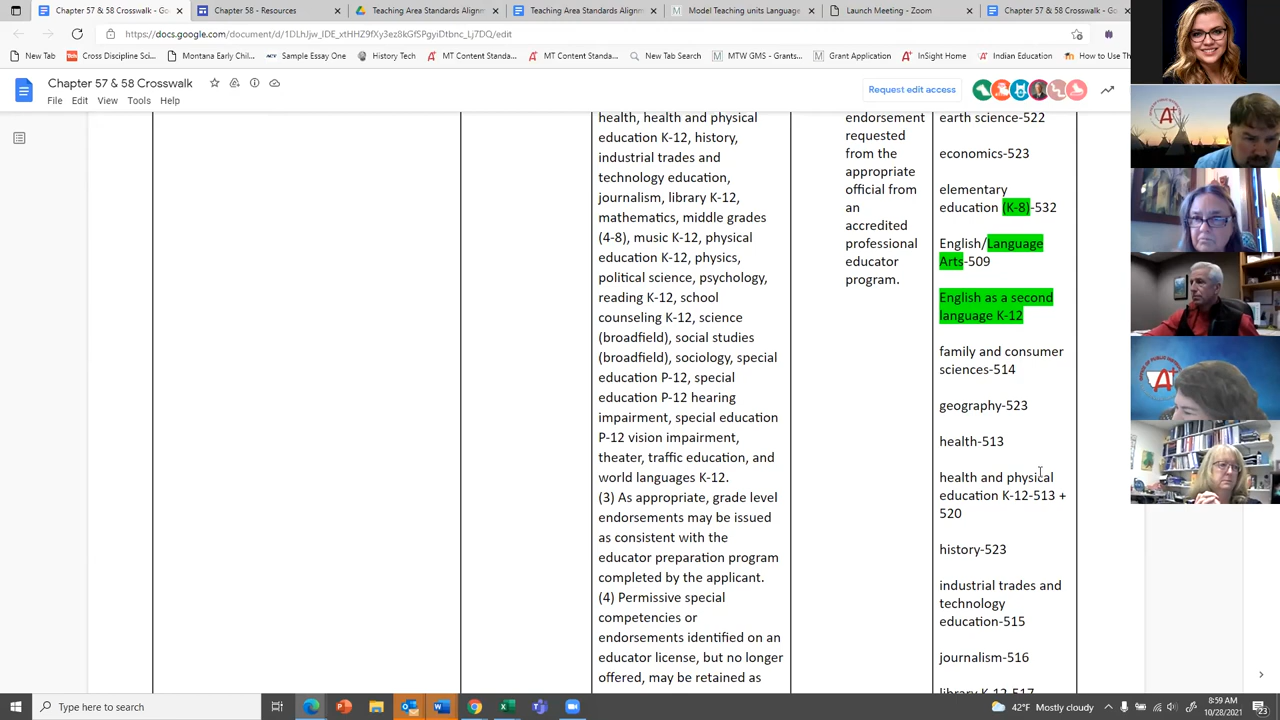 Chapter 57 & 58 Crosswalk - Go
Chapter 58 - Resources
Teaching Area Standards Alignm
Teaching Area Standards Alignm
Model Teaching units Language
Launch Meeting - Zoom
Chapter 57 & 58 Crosswalk - Go
https://docs.google.com/document/d/1DLhJjw_IDE_xtHHZ9fXy3ez8kGfSPgyiDtbnc_Lj7DQ/edit
New Tab
Cross Discipline Sci
Montana Early Chil
Sample Essay One
History Tech
MT Content Standa
MT Content Standa
New Tab Search
MTW GMS - Grants
Grant Application
InSight Home
Indian Education
How to Use Th
Chapter 57 & 58 Crosswalk
File Edit View Tools Help
Request edit access
health, health and physical
education K-12, history,
industrial trades and
technology education,
journalism, library K-12,
mathematics, middle grades
(4-8), music K-12, physical
education K-12, physics,
political science, psychology,
reading K-12, school
counseling K-12, science
(broadfield), social studies
(broadfield), sociology, special
education P-12, special
education P-12 hearing
impairment, special education
P-12 vision impairment,
theater, traffic education, and
world languages K-12.
(3) As appropriate, grade level
endorsements may be issued
as consistent with the
educator preparation program
completed by the applicant.
(4) Permissive special
competencies or
endorsements identified on an
educator license, but no longer
offered, may be retained as
endorsement
requested
from the
appropriate
official from
an
accredited
professional
educator
program.
earth science-522
economics-523
elementary
education (K-8)-532
English/Language
Arts-509
English as a second
language K-12
family and consumer
sciences-514
geography-523
health-513
health and physical
education K-12-513 +
520
history-523
industrial trades and
technology
education-515
journalism-516
library K-12-517
Type here to search
42°F Mostly cloudy
8:59 AM
10/28/2021
23